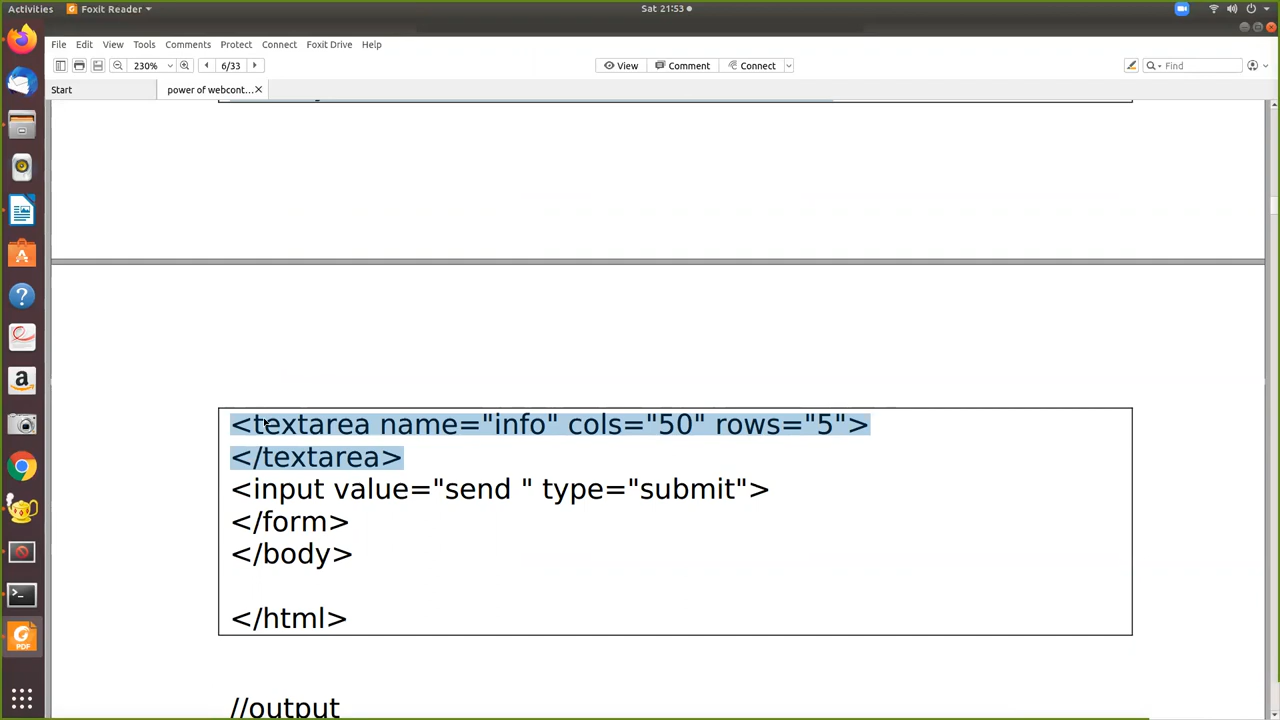 Activities Foxit Reader Sat 21:53
File Edit View Tools Comments Protect Connect Foxit Drive Help
230% 6/33 View Comment Connect Find
Start power of webcont...
<textarea name="info" cols="50" rows="5">
</textarea>
<input value="send " type="submit">
</form>
</body>
</html>
//output